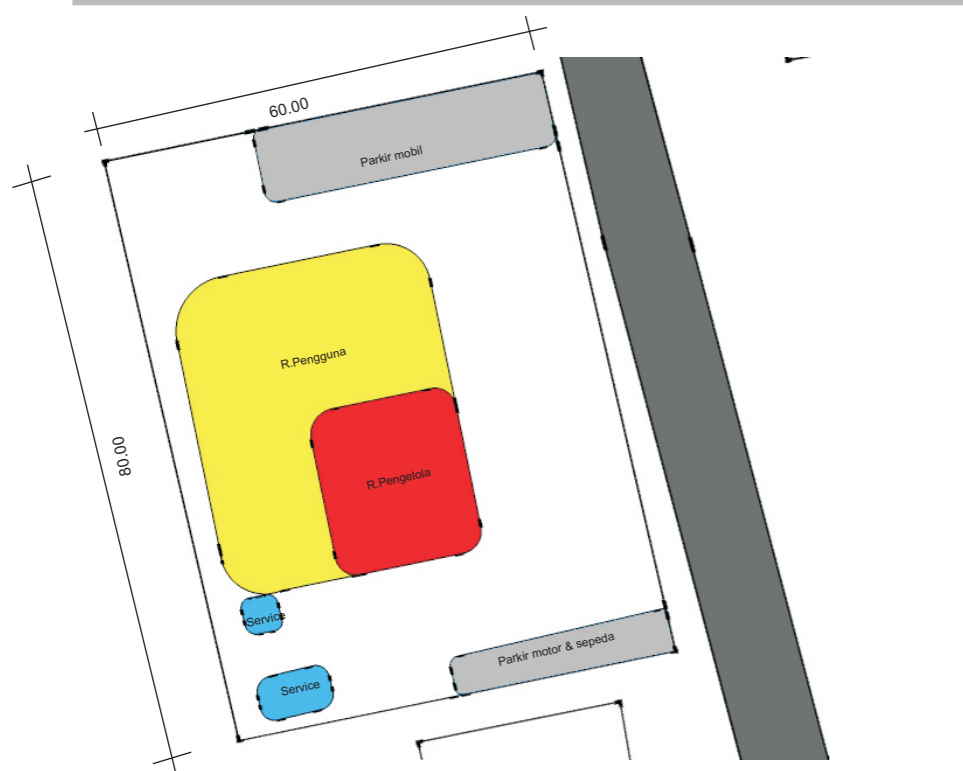 60.00
Parkir mobil
R.Pengguna
80.00
R.Pengelola
Service
Parkir motor & sepeda
Service